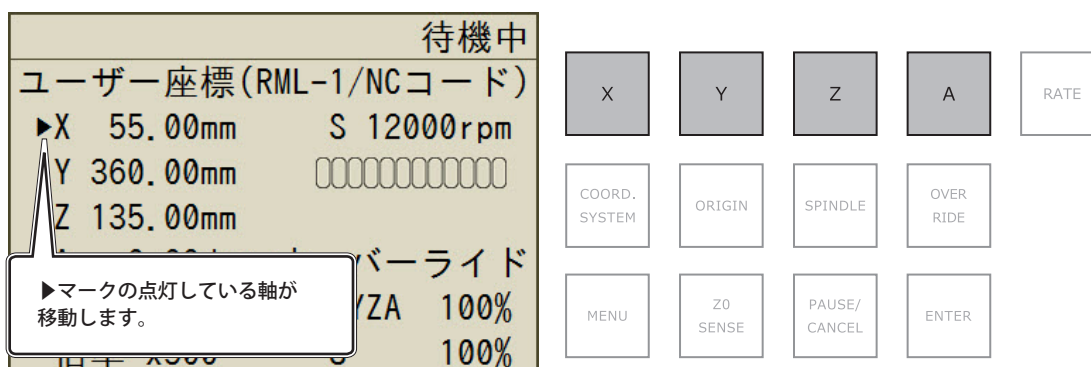 待機中
ユーザー座標(RML-1/NCコード)
▶X 55.00mm S 12000rpm
Y 360.00mm
Z 135.00mm
バーライド
▶マークの点灯している軸が
移動します。
YZA 100%
100%
X Y Z A RATE
COORD.
SYSTEM
ORIGIN
SPINDLE
OVER
RIDE
MENU
Z0
SENSE
PAUSE/
CANCEL
ENTER